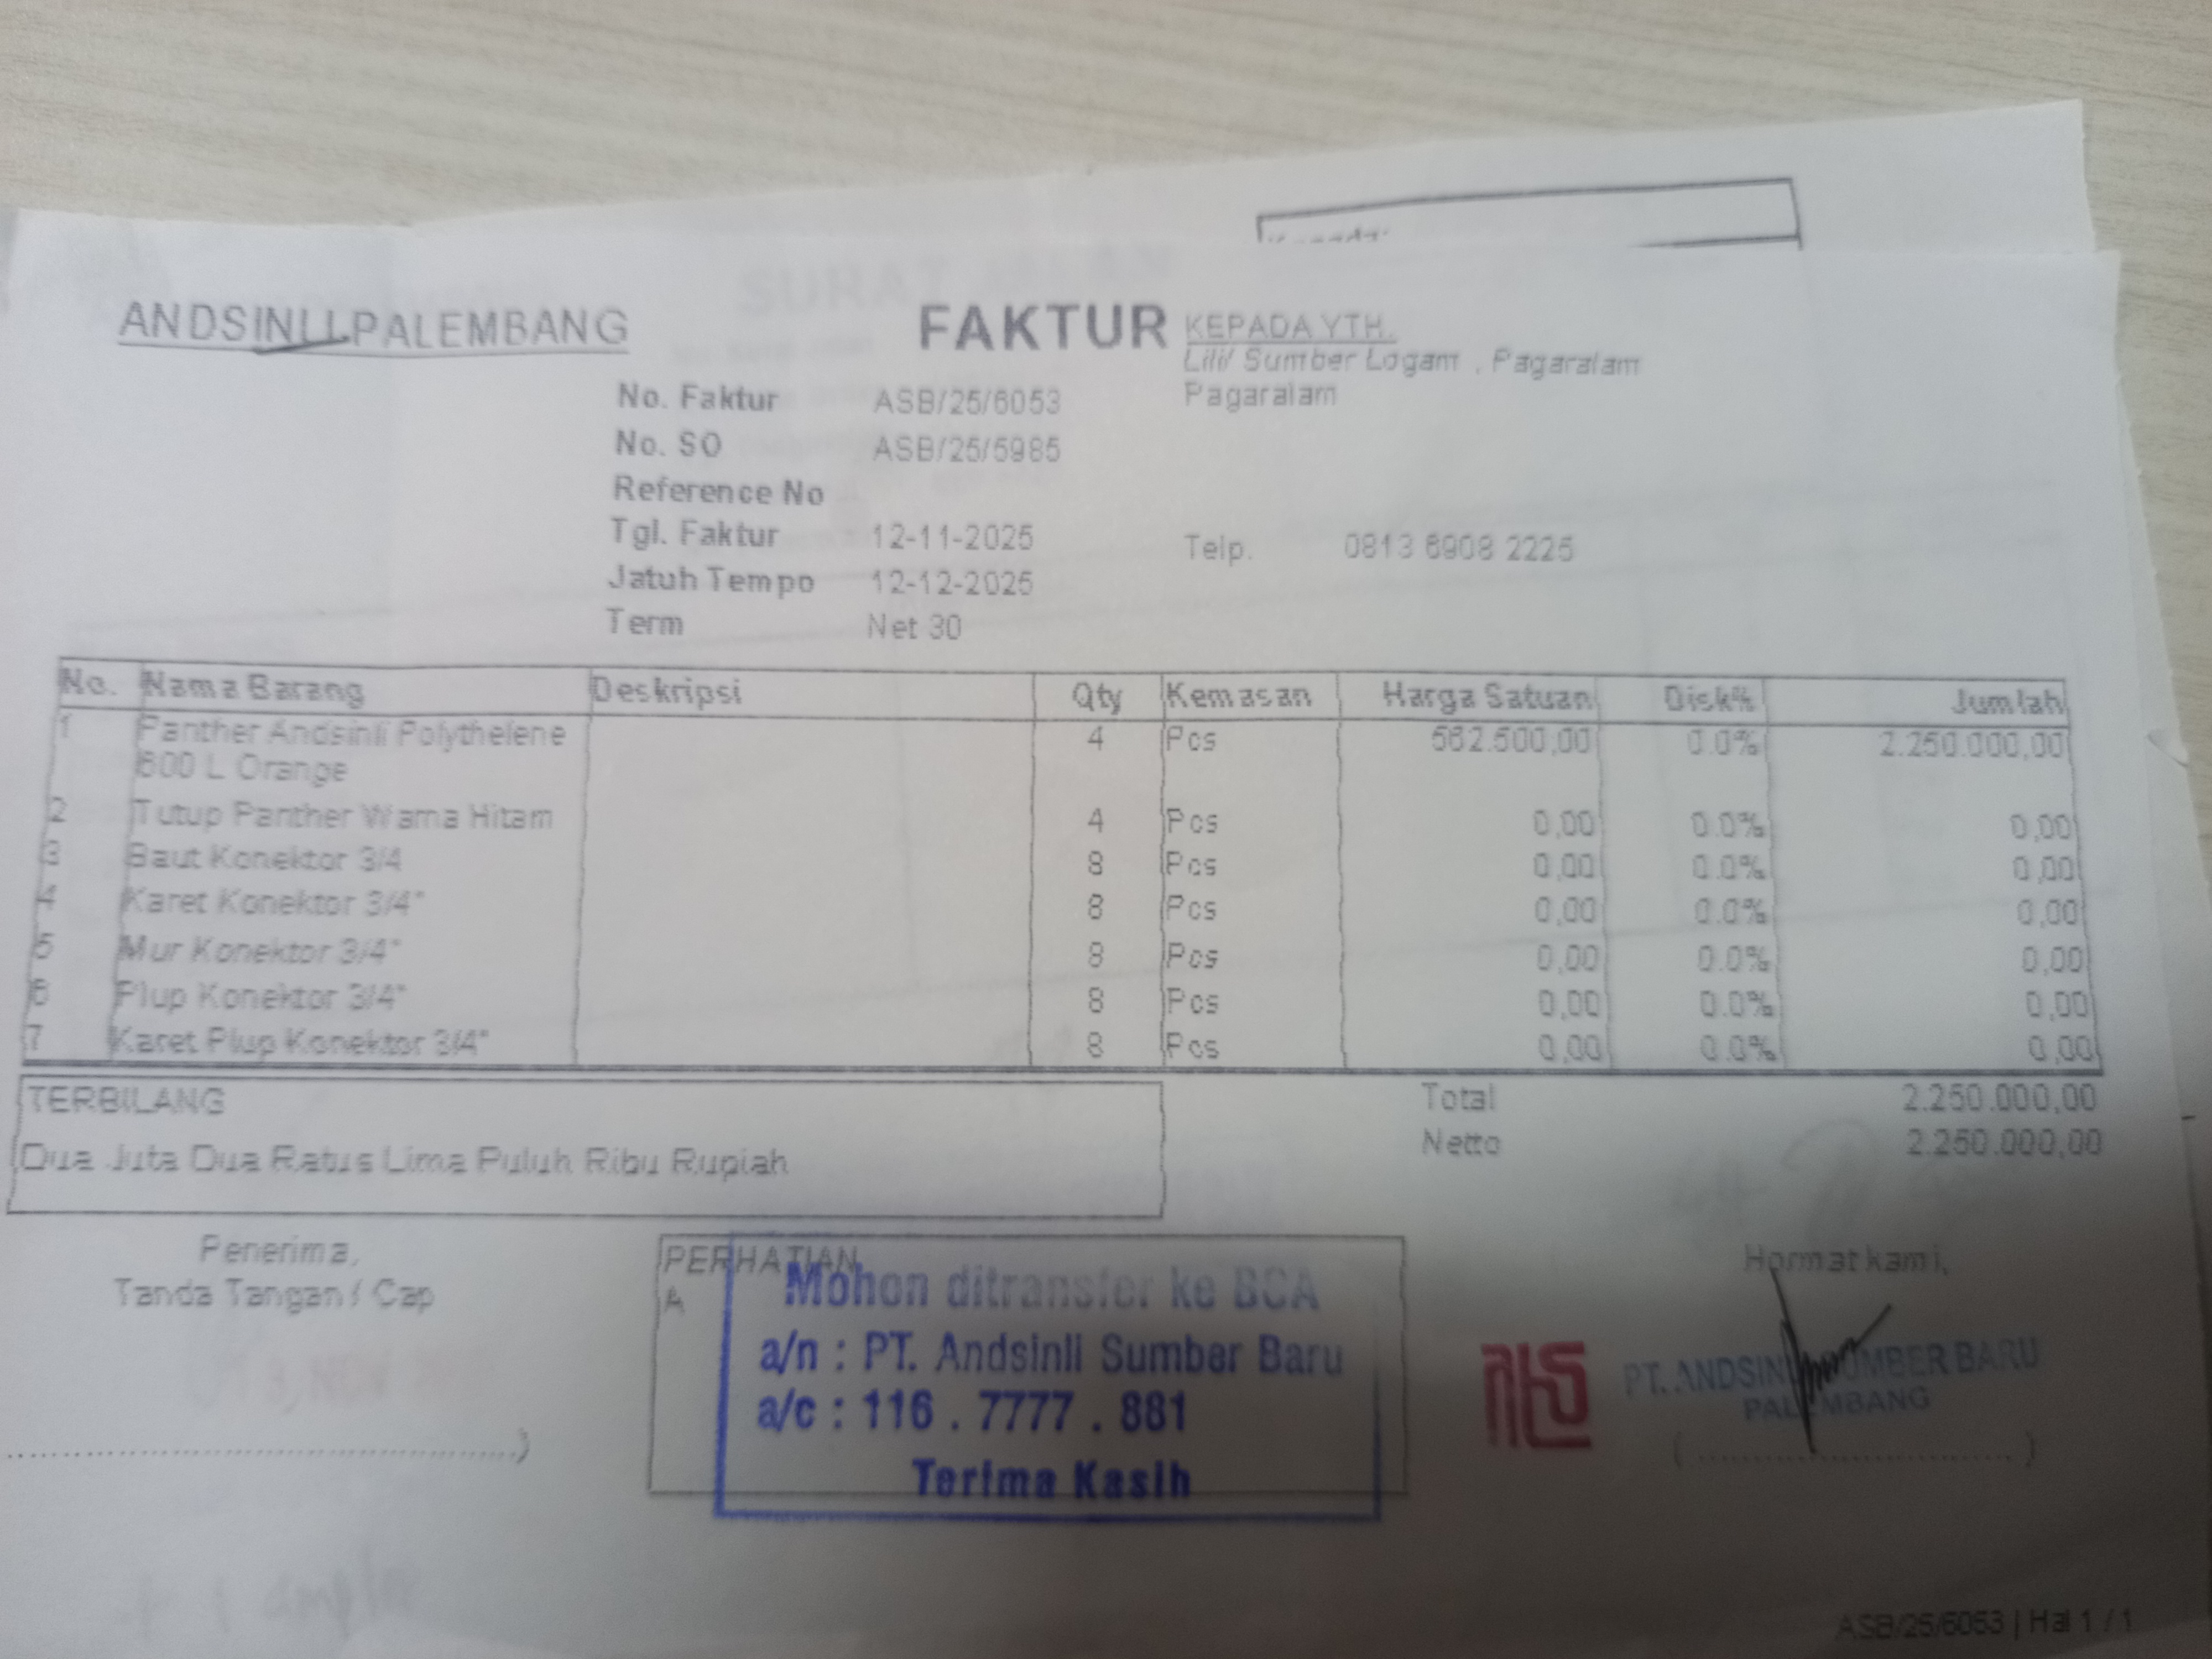 ANDSINLI PALEMBANG
FAKTUR
KEPADA YTH.
Lili/ Sumber Logam , Pagaralam
Pagaralam
No. Faktur ASB/25/6053
No. SO ASB/25/5985
Reference No
Tgl. Faktur 12-11-2025
Telp. 0813 6908 2225
Jatuh Tempo 12-12-2025
Term Net 30
No. Nama Barang Deskripsi Qty Kemasan Harga Satuan Disk% Jumlah
1 Panther Andsinli Polythelene 4 Pcs 562.500,00 0.0% 2.250.000,00
600 L Orange
2 Tutup Panther Warna Hitam 4 Pcs 0,00 0.0% 0,00
3 Baut Konektor 3/4 8 Pcs 0,00 0.0% 0,00
4 Karet Konektor 3/4" 8 Pcs 0,00 0.0% 0,00
5 Mur Konektor 3/4" 8 Pcs 0,00 0.0% 0,00
6 Plup Konektor 3/4" 8 Pcs 0,00 0.0% 0,00
7 Karet Plup Konektor 3/4" 8 Pcs 0,00 0.0% 0,00
TERBILANG
Dua Juta Dua Ratus Lima Puluh Ribu Rupiah
Total 2.250.000,00
Netto 2.250.000,00
Penerima,
Tanda Tangan / Cap
PERHATIAN
A
Mohon ditransfer ke BCA
a/n : PT. Andsinli Sumber Baru
a/c : 116 . 7777 . 881
Terima Kasih
Hormat kami,
PT. ANDSINLI SUMBER BARU
PALEMBANG
ASB/25/6053 | Hal 1 / 1